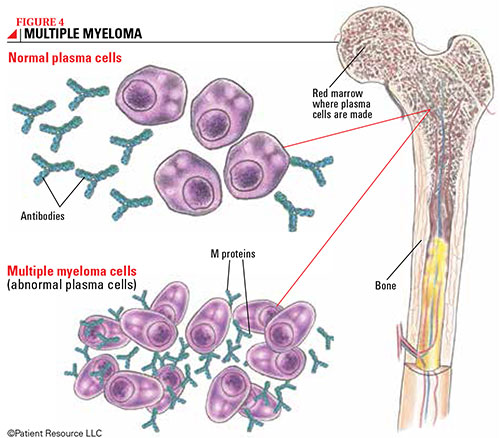 FIGURE 4
MULTIPLE MYELOMA
Normal plasma cells
Red marrow
where plasma
cells are made
Antibodies
Multiple myeloma cells
(abnormal plasma cells)
M proteins
Bone
©Patient Resource LLC